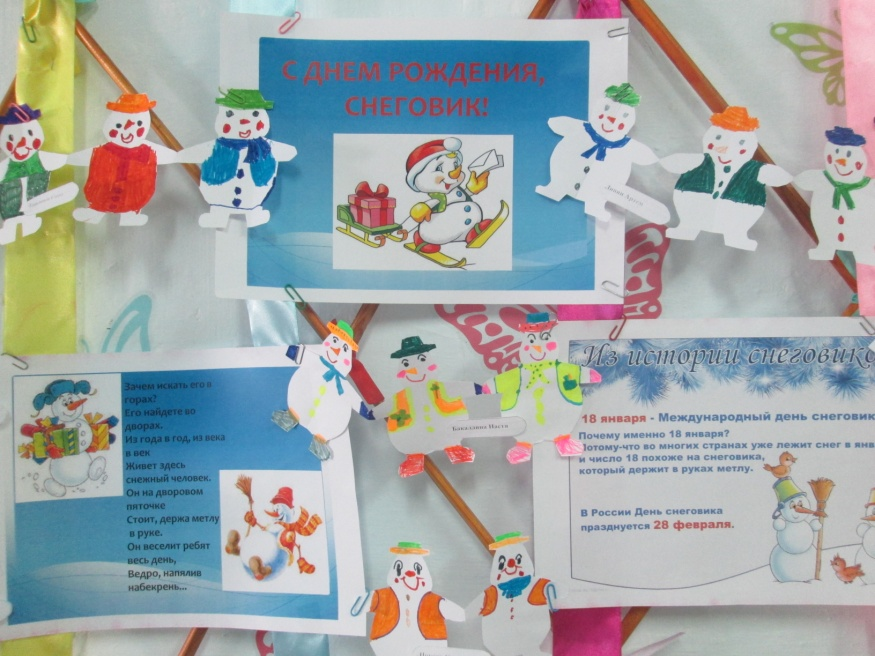 С ДНЕМ РОЖДЕНИЯ,
СНЕГОВИК!
Зачем искать его в
горах?
Его найдете во
дворах.
Из года в год, из века
в век
Живет здесь
снежный человек.
Он на дворовом
пяточке
Стоит, держа метлу
в руке.
Он веселит ребят
весь день,
Ведро, напялив
набекрень...
Из истории снеговика
18 января - Международный день снеговик
Почему именно 18 января?
Потому-что во многих странах уже лежит снег в янв
и число 18 похоже на снеговика,
который держит в руках метлу.
В России День снеговика
празднуется 28 февраля.